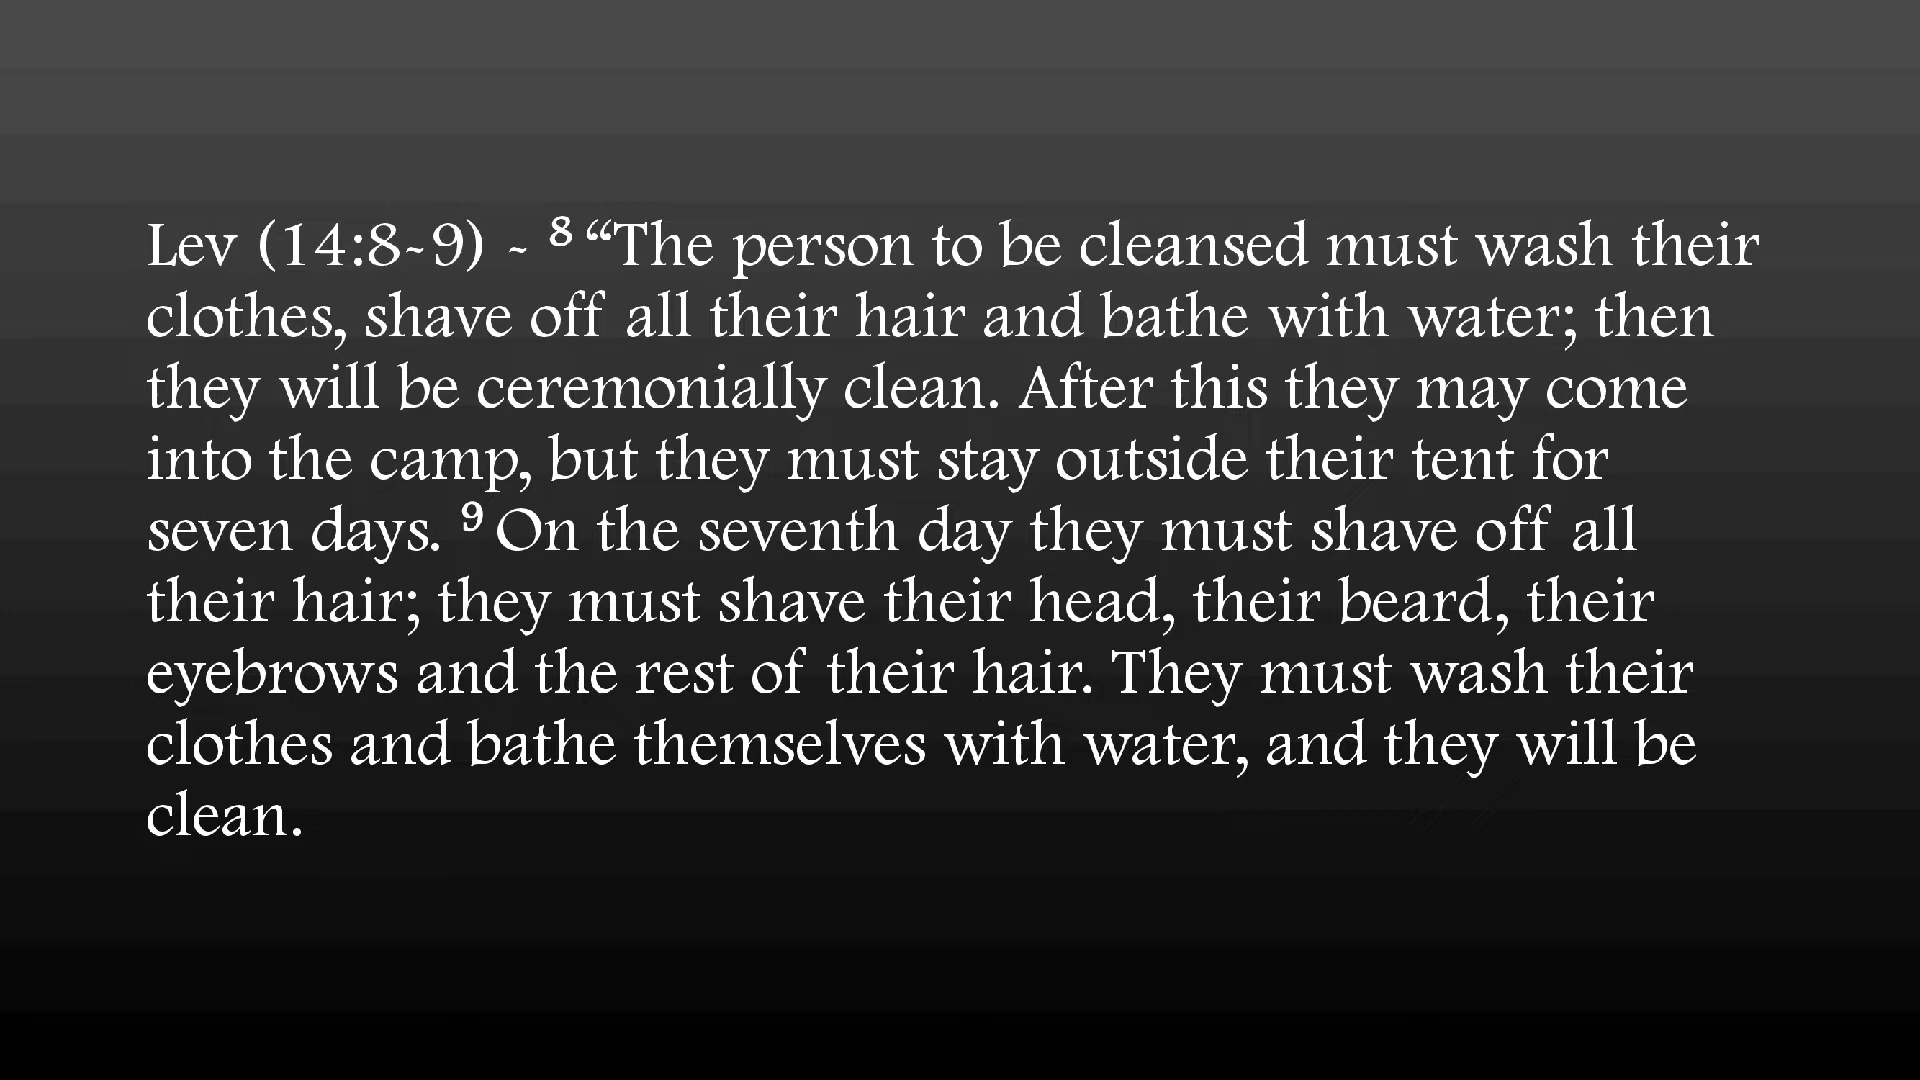 Lev (14:8-9) - ⁸ “The person to be cleansed must wash their
clothes, shave off all their hair and bathe with water; then
they will be ceremonially clean. After this they may come
into the camp, but they must stay outside their tent for
seven days. ⁹ On the seventh day they must shave off all
their hair; they must shave their head, their beard, their
eyebrows and the rest of their hair. They must wash their
clothes and bathe themselves with water, and they will be
clean.